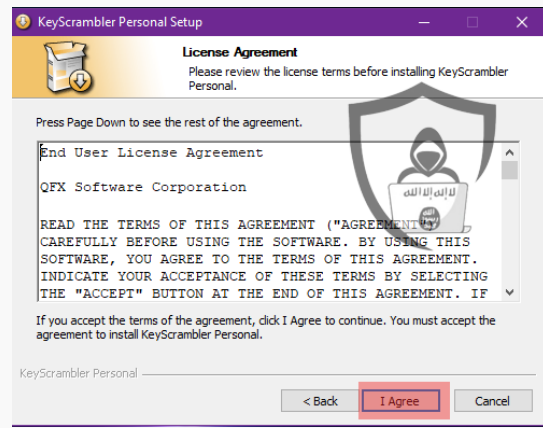 KeyScrambler Personal Setup
License Agreement
Please review the license terms before installing KeyScrambler
Personal.
Press Page Down to see the rest of the agreement.
End User License Agreement
QFX Software Corporation
READ THE TERMS OF THIS AGREEMENT ("AGREEMENT")
CAREFULLY BEFORE USING THE SOFTWARE. BY USING THIS
SOFTWARE, YOU AGREE TO THE TERMS OF THIS AGREEMENT.
INDICATE YOUR ACCEPTANCE OF THESE TERMS BY SELECTING
THE "ACCEPT" BUTTON AT THE END OF THIS AGREEMENT. IF
If you accept the terms of the agreement, click I Agree to continue. You must accept the
agreement to install KeyScrambler Personal.
KeyScrambler Personal
< Back
I Agree
Cancel
لا إله إلا الله